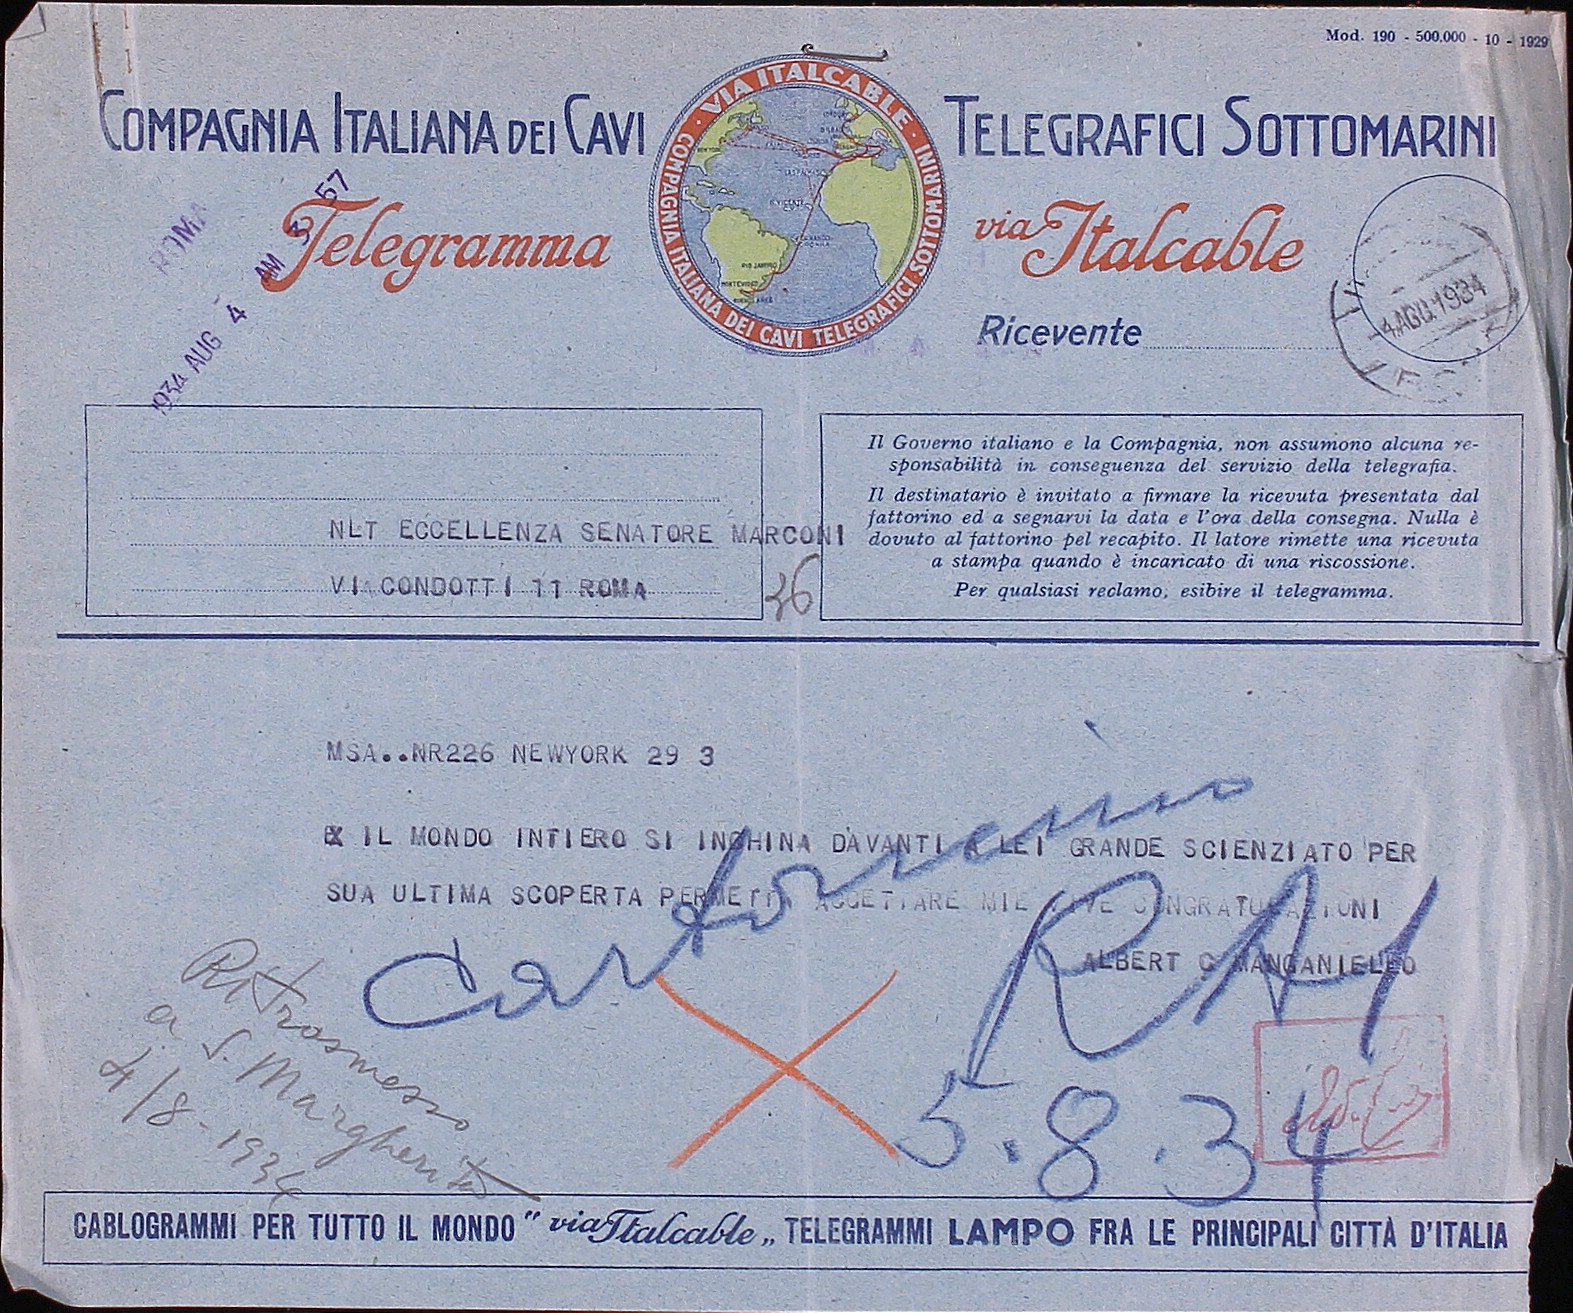 Mod. 190 - 500,000 - 10 - 1929
COMPAGNIA ITALIANA DEI CAVI TELEGRAFICI SOTTOMARINI
VIA ITALCABLE
COMPAGNIA ITALIANA DEI CAVI TELEGRAFICI SOTTOMARINI
Telegramma via Italcable
ROMA
1934 AUG 4 AM 3 57
Ricevente
4 AGO 1934
Il Governo italiano e la Compagnia, non assumono alcuna re-
sponsabilità in conseguenza del servizio della telegrafia.
Il destinatario è invitato a firmare la ricevuta presentata dal
fattorino ed a segnarvi la data e l'ora della consegna. Nulla è
dovuto al fattorino pel recapito. Il latore rimette una ricevuta
a stampa quando è incaricato di una riscossione.
Per qualsiasi reclamo, esibire il telegramma.
NLT ECCELLENZA SENATORE MARCONI
VIA CONDOTTI 11 ROMA
36
MSA..NR226 NEWYORK 29 3
IL MONDO INTIERO SI INGHINA DAVANTI A LEI GRANDE SCIENZIATO PER
SUA ULTIMA SCOPERTA PERMETTA ACCETTARE MIE VIVE CONGRATULAZIONI
ALBERT C MANGANIELLO
Ritrasmesso
a S. Margherita
4/8-1934
5.8.34
CABLOGRAMMI PER TUTTO IL MONDO "via Italcable„ TELEGRAMMI LAMPO FRA LE PRINCIPALI CITTÀ D'ITALIA